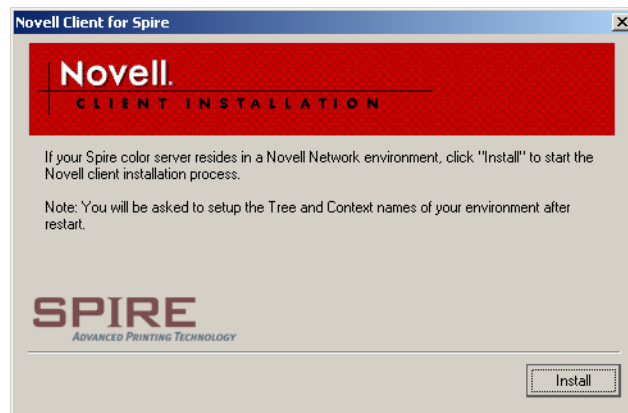 Novell Client for Spire
Novell.
CLIENT INSTALLATION
If your Spire color server resides in a Novell Network environment, click "Install" to start the
Novell client installation process.
Note: You will be asked to setup the Tree and Context names of your environment after
restart.
SPIRE
ADVANCED PRINTING TECHNOLOGY
Install